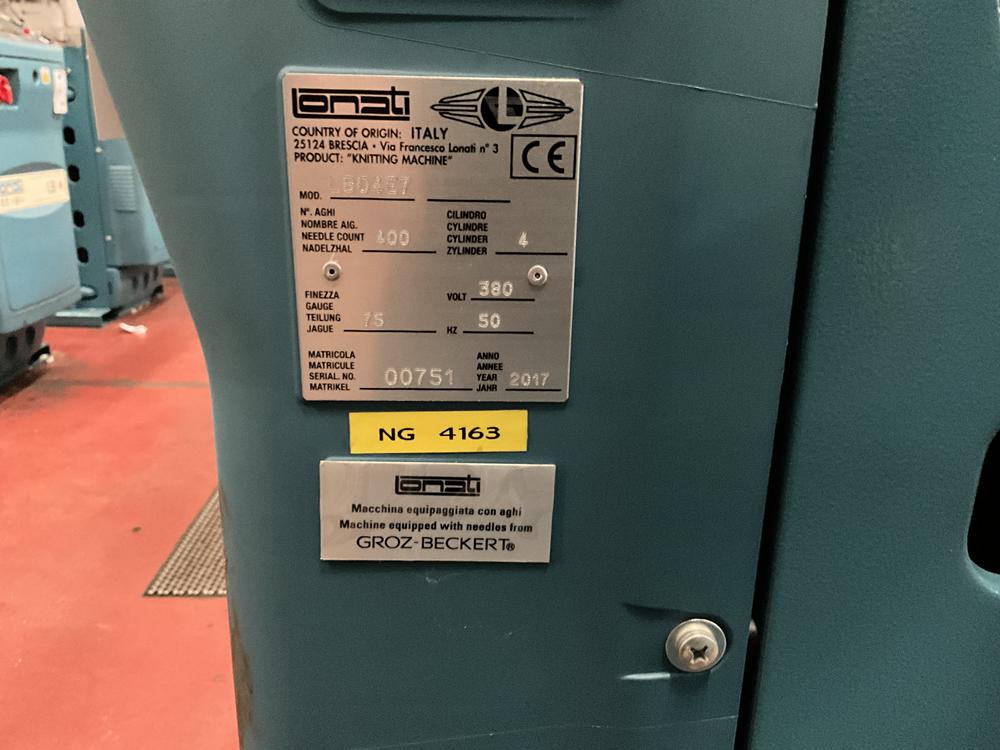 Lonati
L
COUNTRY OF ORIGIN: ITALY
25124 BRESCIA • Via Francesco Lonati n° 3
PRODUCT: "KNITTING MACHINE"
CE
MOD.
N°. AGHI
NOMBRE AIG.
NEEDLE COUNT 400
NADELZHAL
CILINDRO
CYLINDRE
CYLINDER 4
ZYLINDER
FINEZZA
GAUGE
TEILUNG
JAGUE
VOLT 380
HZ 50
MATRICOLA
MATRICULE
SERIAL. NO. 00751
MATRIKEL
ANNO
ANNEE
YEAR 2017
JAHR
NG 4163
Lonati
Macchina equipaggiata con aghi
Machine equipped with needles from
GROZ-BECKERT®